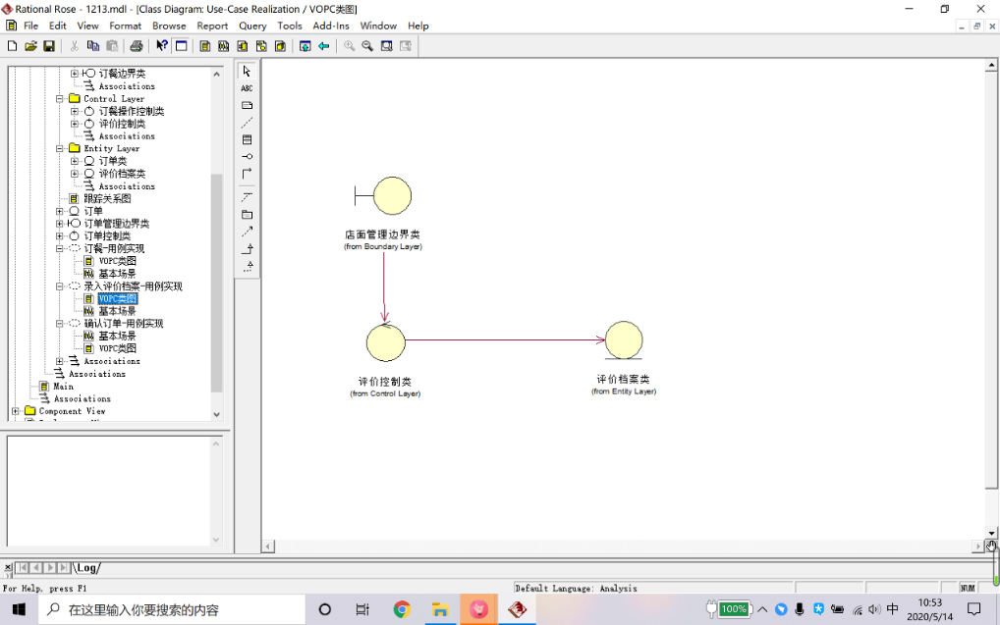 Rational Rose - 1213.mdl - [Class Diagram: Use-Case Realization / VOPC类图]
File Edit View Format Browse Report Query Tools Add-Ins Window Help
ABC
订餐边界类
Associations
Control Layer
订餐操作控制类
评价控制类
Associations
Entity Layer
订单类
评价档案类
Associations
跟踪关系图
订单
订单管理边界类
订单控制类
订餐-用例实现
VOPC类图
基本场景
录入评价档案-用例实现
VOPC类图
基本场景
确认订单-用例实现
基本场景
VOPC类图
Associations
Associations
Main
Associations
Component View
店面管理边界类
(from Boundary Layer)
评价控制类
(from Control Layer)
评价档案类
(from Entity Layer)
Log
For Help, press F1
Default Language: Analysis
NUM
在这里输入你要搜索的内容
100%
中
10:53
2020/5/14